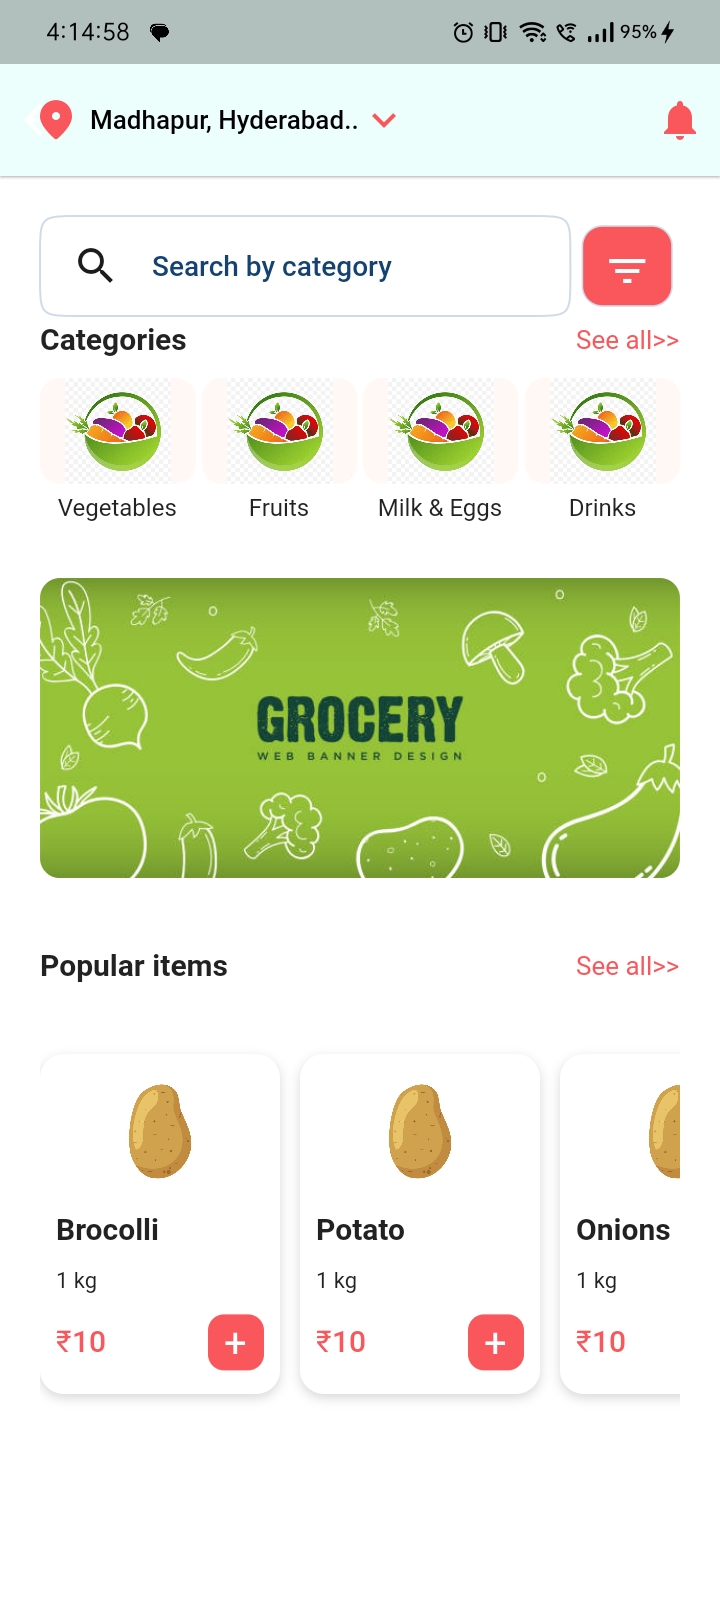 4:14:58 95%
Madhapur, Hyderabad..
Search by category
Categories See all>>
Vegetables Fruits Milk & Eggs Drinks
GROCERY
WEB BANNER DESIGN
Popular items See all>>
Brocolli Potato Onions
1 kg 1 kg 1 kg
₹10 + ₹10 + ₹10